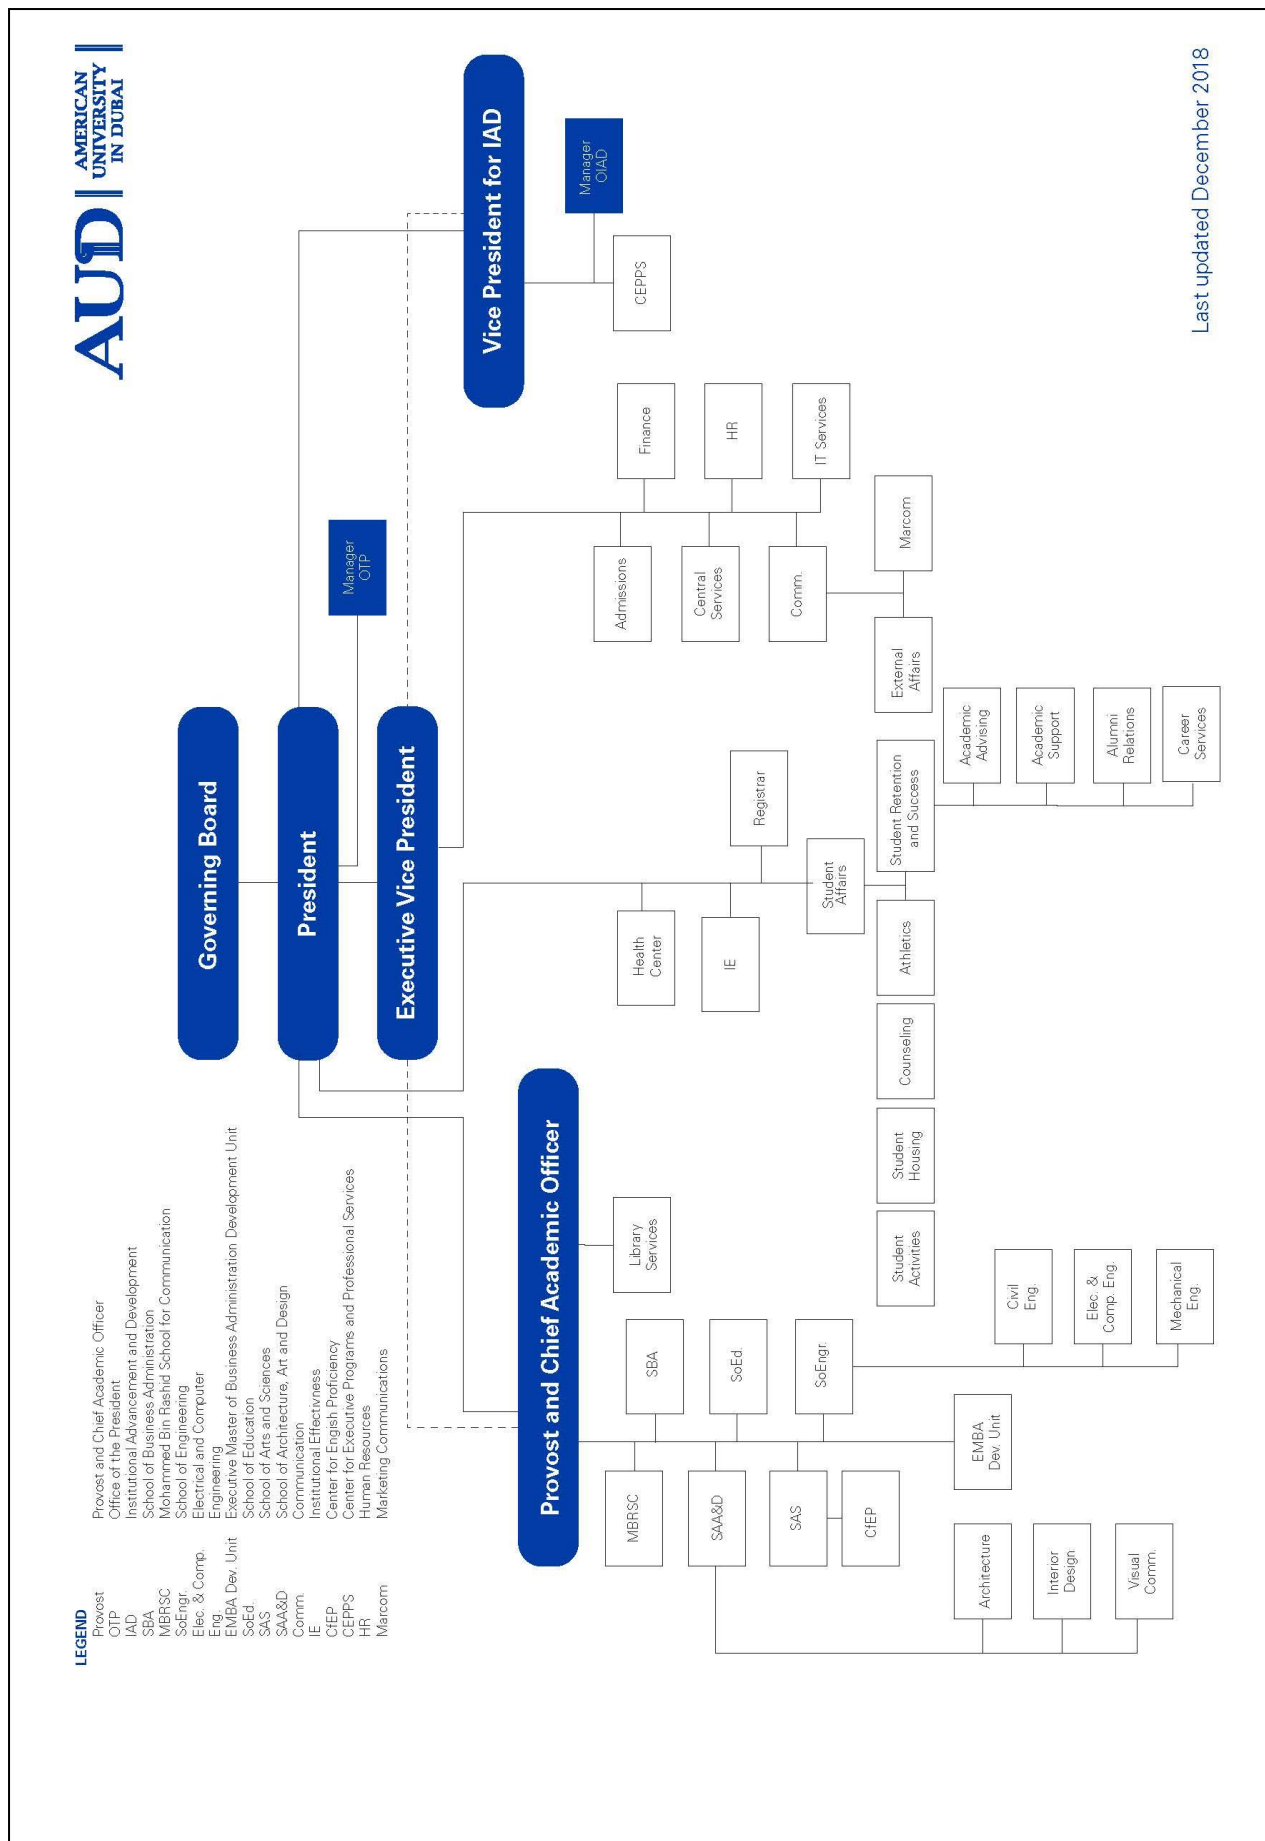 AUD
AMERICAN
UNIVERSITY
IN DUBAI
LEGEND
Provost Provost and Chief Academic Officer
OTP Office of the President
IAD Institutional Advancement and Development
SBA School of Business Administration
MBRSC Mohammed Bin Rashid School for Communication
SoEngr. School of Engineering
Elec. & Comp. Electrical and Computer
Eng. Engineering
EMBA Dev. Unit Executive Master of Business Administration Development Unit
SoEd. School of Education
SAS School of Arts and Sciences
SAA&D School of Architecture, Art and Design
Comm. Communication
IE Institutional Effectivness
CfEP Center for Engish Proficiency
CEPPS Center for Executive Programs and Professional Services
HR Human Resources
Marcom Marketing Communications
Governing Board
President
Manager
OTP
Executive Vice President
Provost and Chief Academic Officer
Vice President for IAD
Manager
OIAD
CEPPS
Library
Services
MBRSC
SBA
SAA&D
SoEd.
SAS
SoEngr.
CfEP
EMBA
Dev. Unit
Architecture
Interior
Design
Visual
Comm.
Civil
Eng.
Elec. &
Comp. Eng.
Mechanical
Eng.
Health
Center
IE
Registrar
Student
Affairs
Student
Activities
Student
Housing
Counseling
Athletics
Student Retention
and Success
Academic
Advising
Academic
Support
Alumni
Relations
Career
Services
Admissions
Finance
Central
Services
HR
Comm.
IT Services
External
Affairs
Marcom
Last updated December 2018